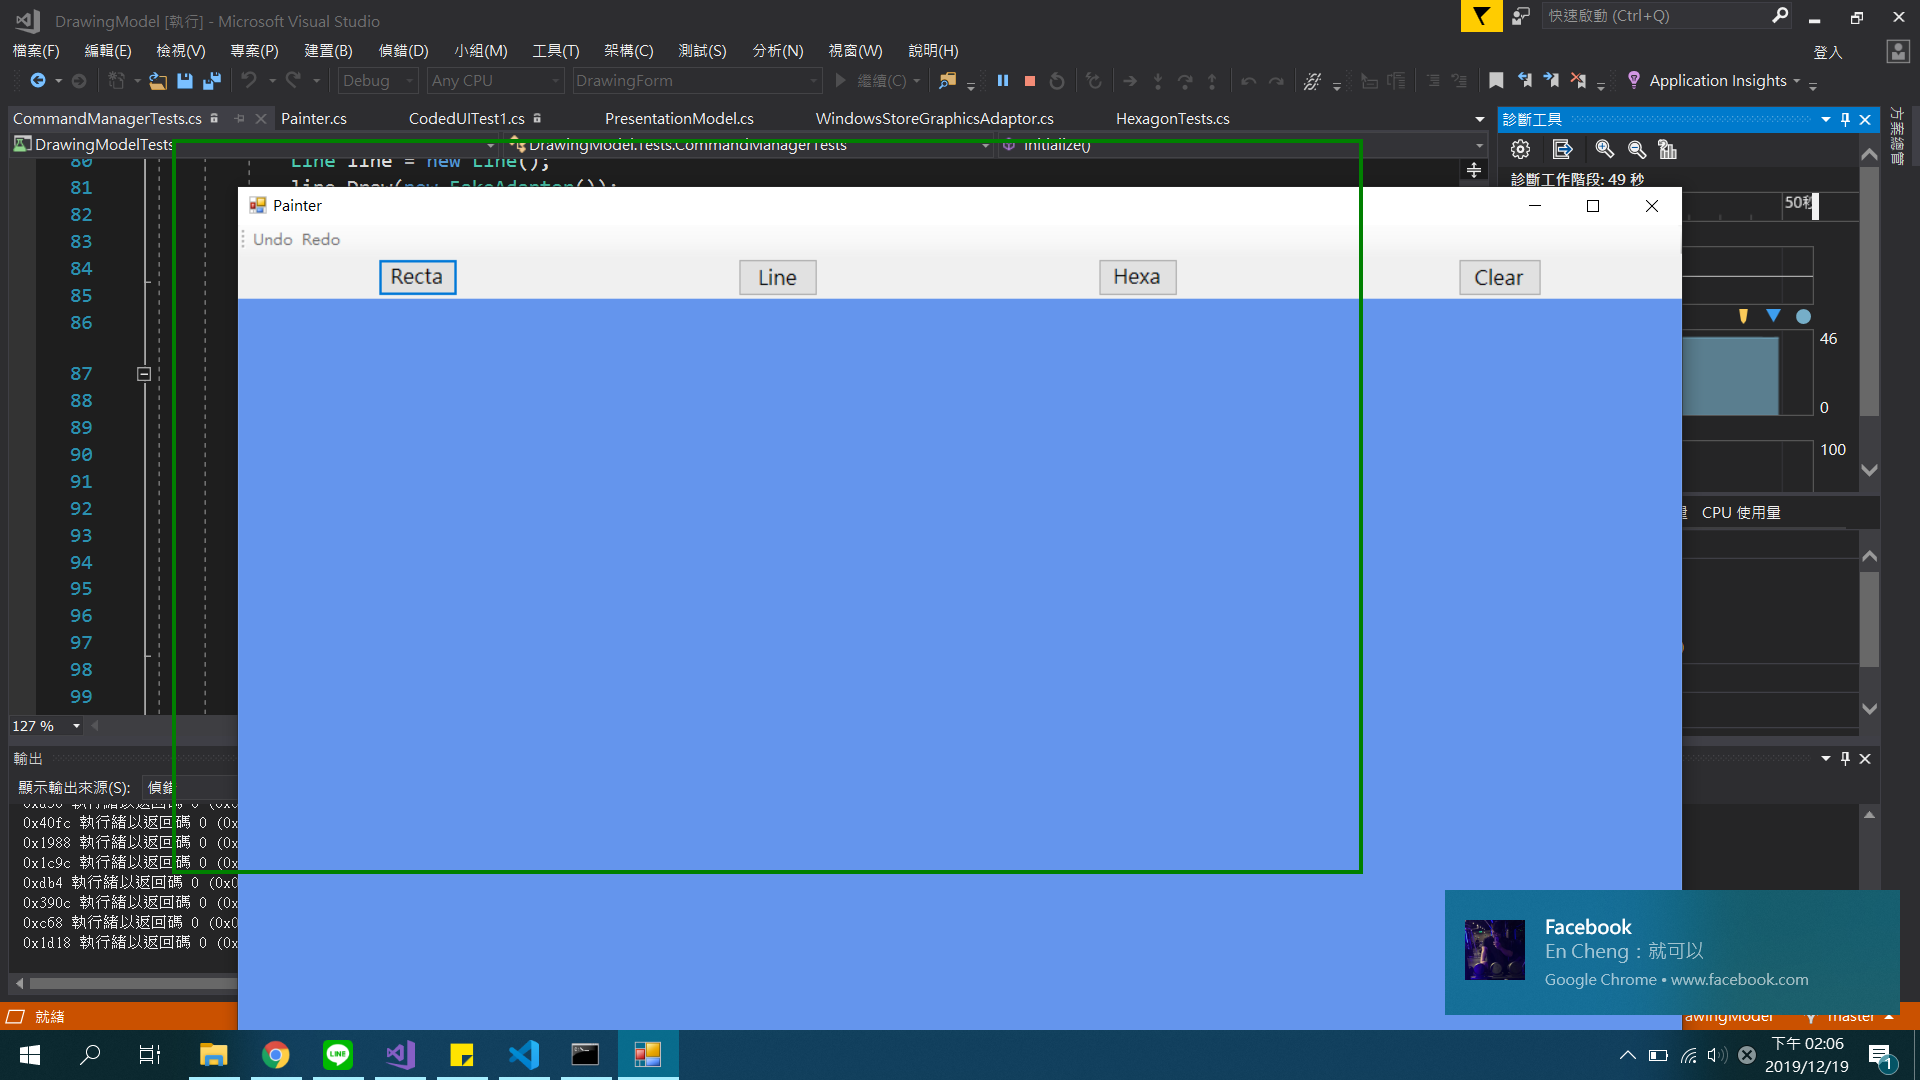 DrawingModel [執行] - Microsoft Visual Studio
快速啟動 (Ctrl+Q)
檔案(F) 編輯(E) 檢視(V) 專案(P) 建置(B) 偵錯(D) 小組(M) 工具(T) 架構(C) 測試(S) 分析(N) 視窗(W) 說明(H)
登入
Debug Any CPU DrawingForm 繼續(C) Application Insights
CommandManagerTests.cs Painter.cs CodedUITest1.cs PresentationModel.cs WindowsStoreGraphicsAdaptor.cs HexagonTests.cs
診斷工具
方案總管
DrawingModelTests DrawingModel.Tests.CommandManagerTests Initialize()
80 Line line = new Line();
81 line.Draw(new FakeAdaptor());
診斷工作階段: 49 秒
50秒
Painter
Undo Redo
Recta Line Hexa Clear
82
83
84
85
86
87
88
89
90
91
92
93
94
95
96
97
98
99
46
0
100
CPU 使用量
127 %
輸出
顯示輸出來源(S): 偵錯
0x40fc 執行緒以返回碼 0 (0x
0x1988 執行緒以返回碼 0 (0x
0x1c9c 執行緒以返回碼 0 (0x
0xdb4 執行緒以返回碼 0 (0x0
0x390c 執行緒以返回碼 0 (0x
0xc68 執行緒以返回碼 0 (0x0
0x1d18 執行緒以返回碼 0 (0x
Facebook
En Cheng：就可以
Google Chrome • www.facebook.com
就緒
awingModel master
LINE
下午 02:06
2019/12/19
1